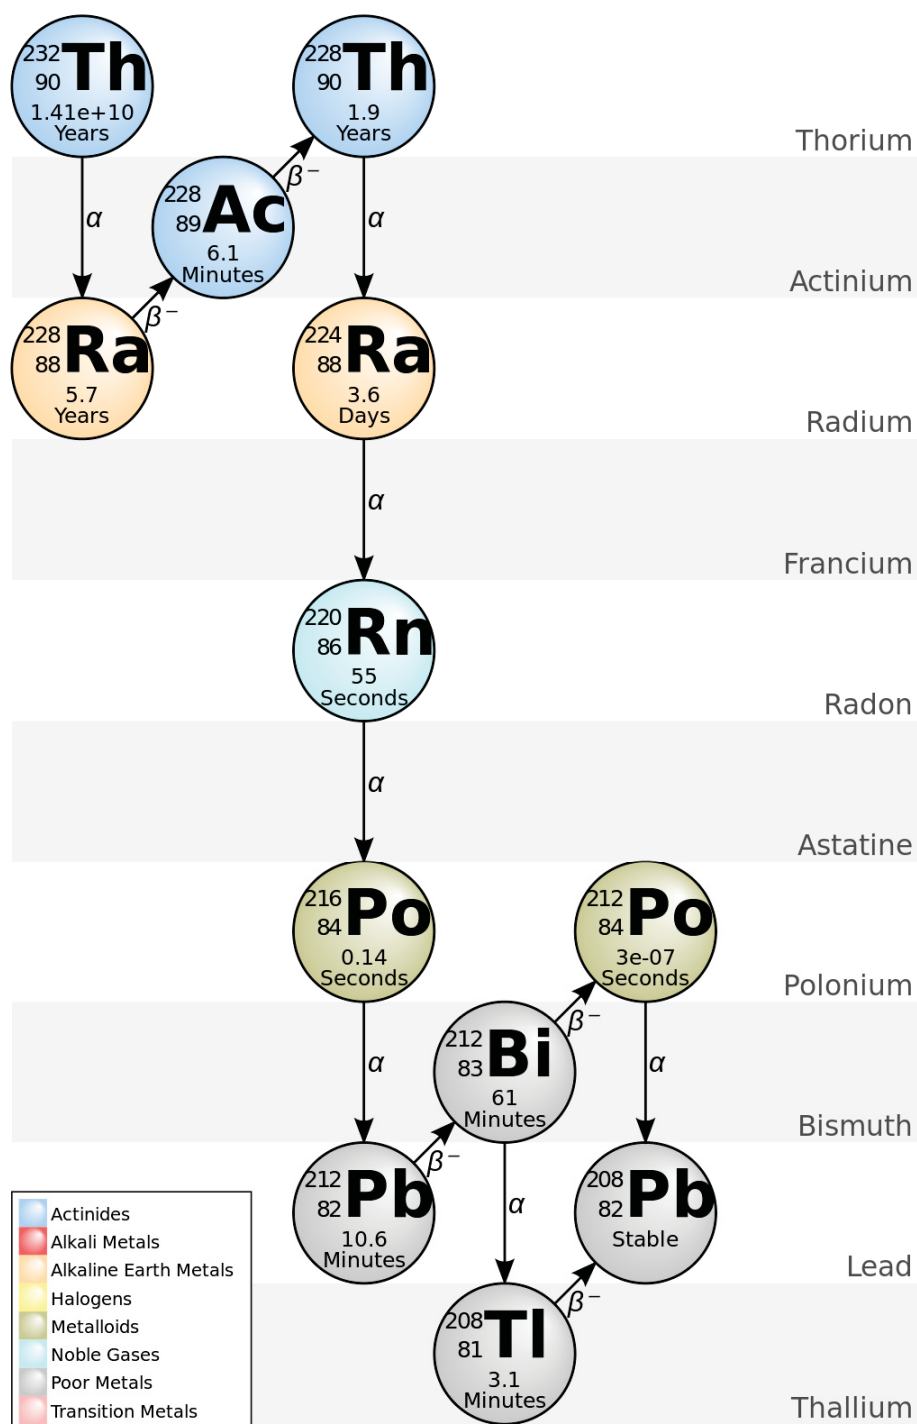 232
90
Th
1.41e+10
Years
228
90
Th
1.9
Years
Thorium
α
β⁻
228
89
Ac
6.1
Minutes
α
Actinium
β⁻
228
88
Ra
5.7
Years
224
88
Ra
3.6
Days
Radium
α
Francium
220
86
Rn
55
Seconds
Radon
α
Astatine
216
84
Po
0.14
Seconds
212
84
Po
3e-07
Seconds
Polonium
α
β⁻
212
83
Bi
61
Minutes
α
Bismuth
β⁻
212
82
Pb
10.6
Minutes
α
208
82
Pb
Stable
Lead
β⁻
208
81
Tl
3.1
Minutes
Thallium
Actinides
Alkali Metals
Alkaline Earth Metals
Halogens
Metalloids
Noble Gases
Poor Metals
Transition Metals